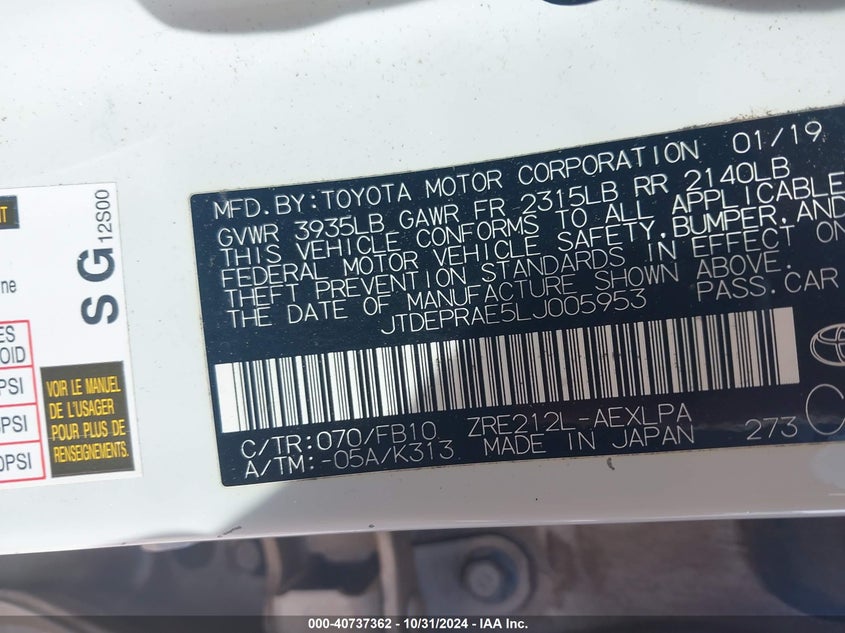 MFD. BY: TOYOTA MOTOR CORPORATION 01/19
GVWR 3935LB GAWR FR 2315LB RR 2140LB
THIS VEHICLE CONFORMS TO ALL APPLICABLE
FEDERAL MOTOR VEHICLE SAFETY, BUMPER, AND
THEFT PREVENTION STANDARDS IN EFFECT ON
THE DATE OF MANUFACTURE SHOWN ABOVE.
JTDEPRAE5LJ005953 PASS. CAR
C/TR: 070/FB10 ZRE212L-AEXLPA
A/TM: -05A/K313 MADE IN JAPAN 273
SG 12S00
VOIR LE MANUEL
DE L'USAGER
POUR PLUS DE
RENSEIGNEMENTS.
PSI
PSI
PSI
000-40737362 - 10/31/2024 - IAA Inc.